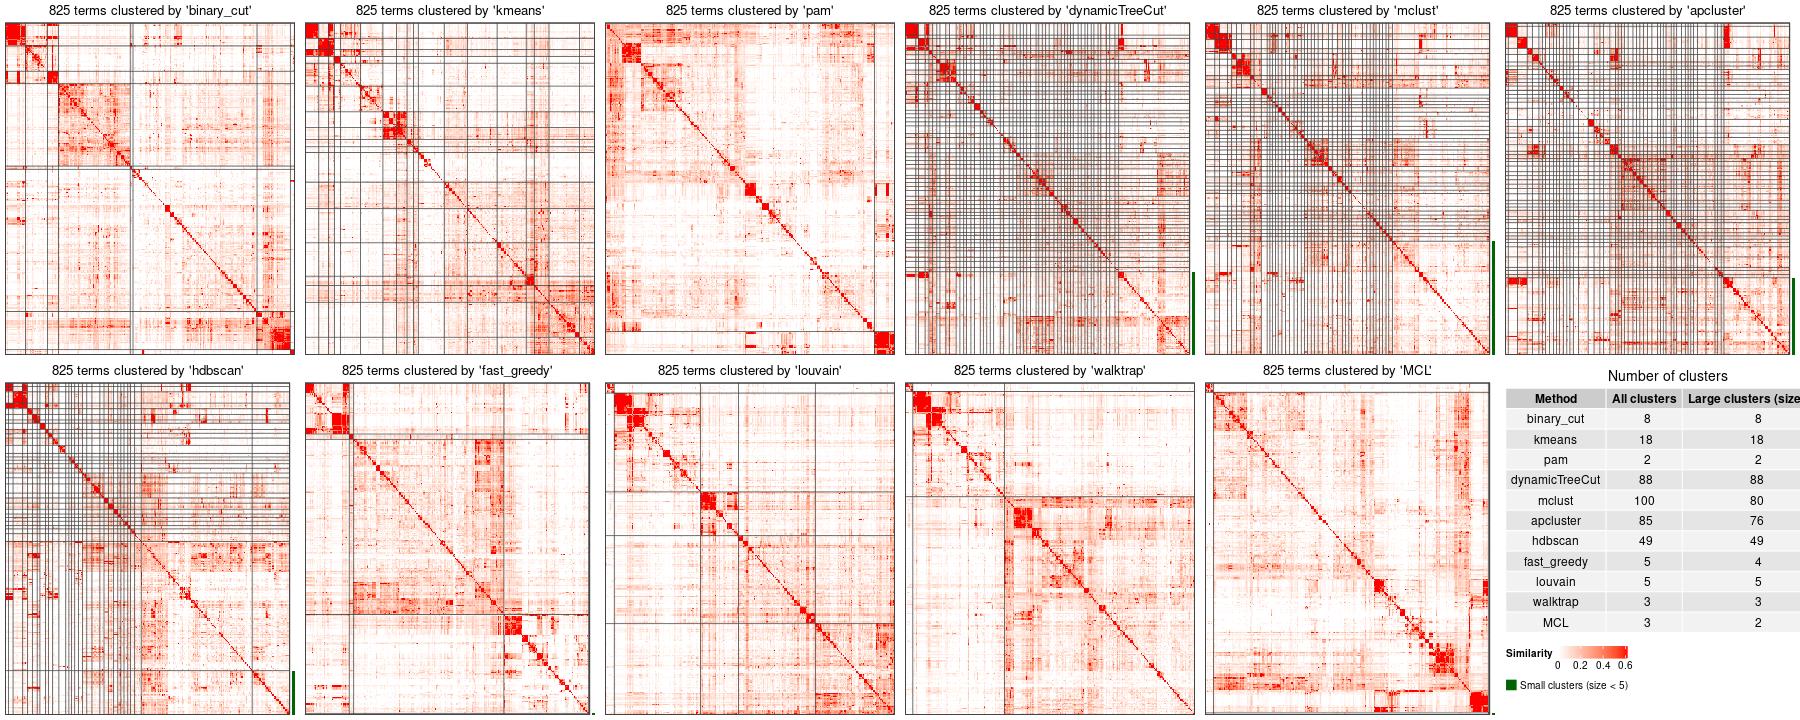 825 terms clustered by 'binary_cut'
825 terms clustered by 'kmeans'
825 terms clustered by 'pam'
825 terms clustered by 'dynamicTreeCut'
825 terms clustered by 'mclust'
825 terms clustered by 'apcluster'
825 terms clustered by 'hdbscan'
825 terms clustered by 'fast_greedy'
825 terms clustered by 'louvain'
825 terms clustered by 'walktrap'
825 terms clustered by 'MCL'
Number of clusters
Method All clusters Large clusters (size
binary_cut 8 8
kmeans 18 18
pam 2 2
dynamicTreeCut 88 88
mclust 100 80
apcluster 85 76
hdbscan 49 49
fast_greedy 5 4
louvain 5 5
walktrap 3 3
MCL 3 2
Similarity
0 0.2 0.4 0.6
Small clusters (size < 5)